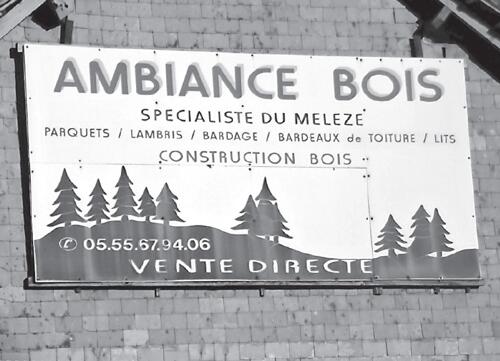 AMBIANCE BOIS
SPECIALISTE DU MELEZE
PARQUETS / LAMBRIS / BARDAGE / BARDEAUX de TOITURE / LITS
CONSTRUCTION BOIS
✆ 05.55.67.94.06
VENTE DIRECTE